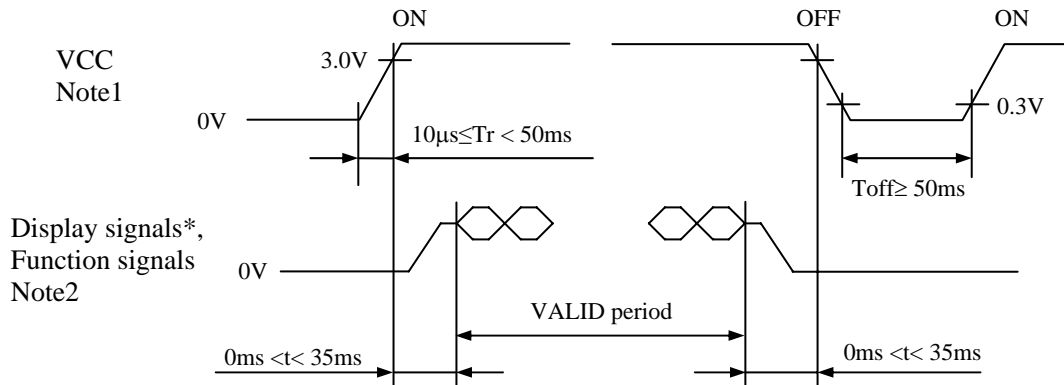 ON OFF ON
VCC
Note1
3.0V
0V
0.3V
10μs≤Tr < 50ms
Toff≥ 50ms
Display signals*,
Function signals
Note2
0V
VALID period
0ms <t< 35ms
0ms <t< 35ms